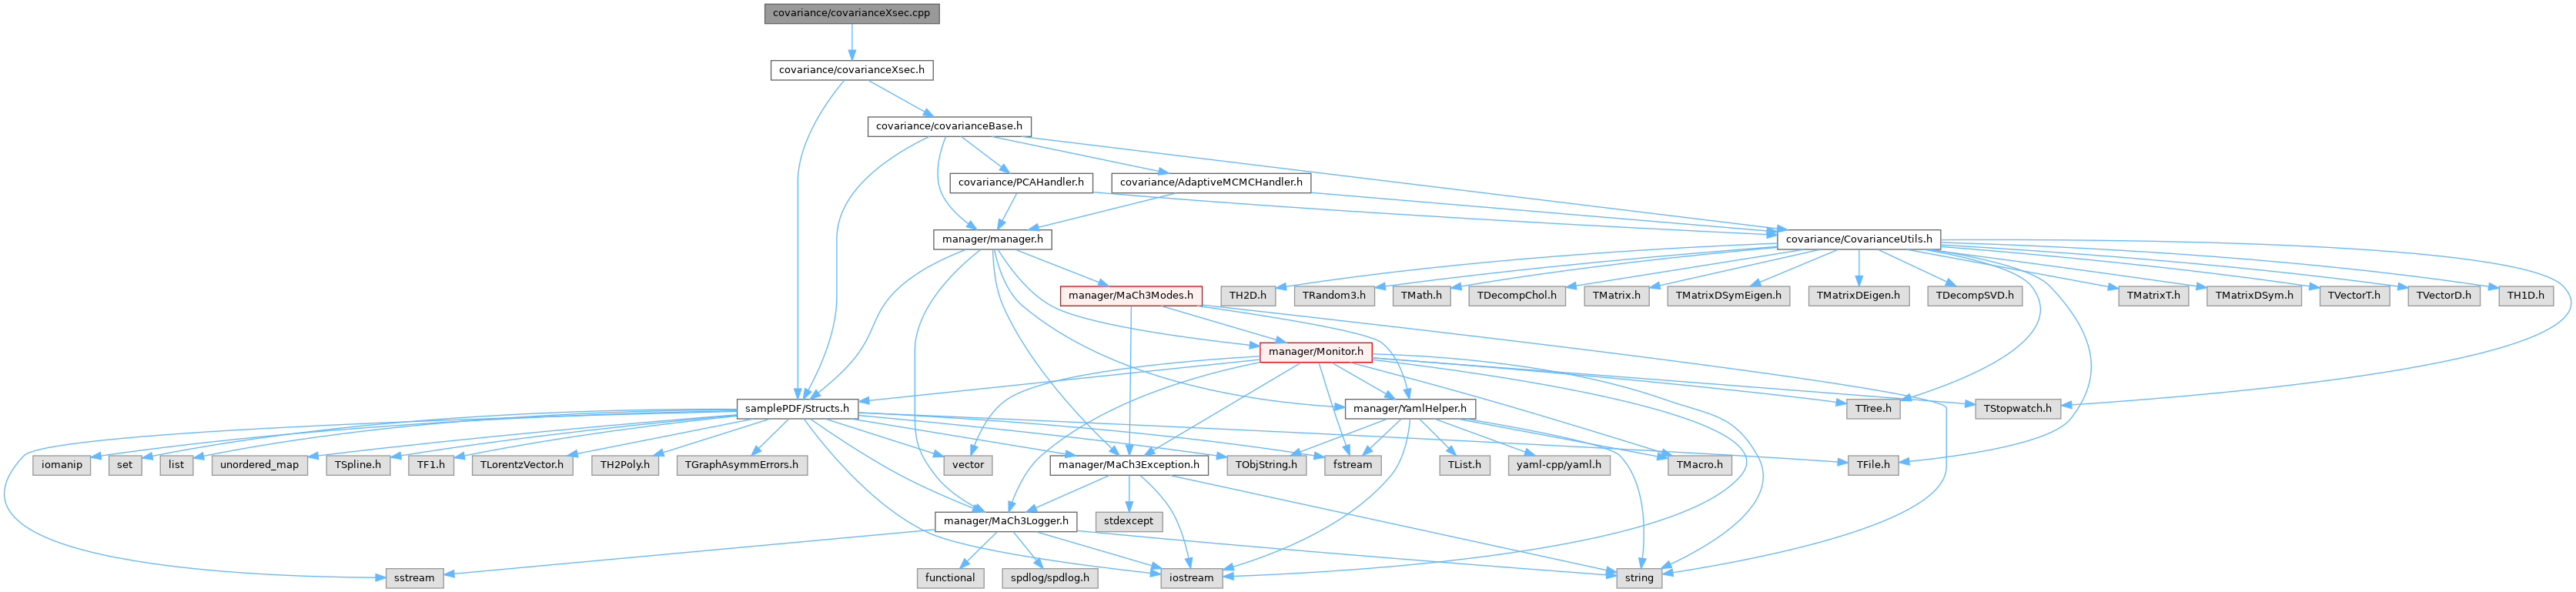 covariance/covarianceXsec.cpp
covariance/covarianceXsec.h
covariance/covarianceBase.h
covariance/PCAHandler.h
covariance/AdaptiveMCMCHandler.h
manager/manager.h
covariance/CovarianceUtils.h
manager/MaCh3Modes.h
TH2D.h
TRandom3.h
TMath.h
TDecompChol.h
TMatrix.h
TMatrixDSymEigen.h
TMatrixDEigen.h
TDecompSVD.h
TMatrixT.h
TMatrixDSym.h
TVectorT.h
TVectorD.h
TH1D.h
manager/Monitor.h
samplePDF/Structs.h
manager/YamlHelper.h
TTree.h
TStopwatch.h
iomanip
set
list
unordered_map
TSpline.h
TF1.h
TLorentzVector.h
TH2Poly.h
TGraphAsymmErrors.h
vector
manager/MaCh3Exception.h
TObjString.h
fstream
TList.h
yaml-cpp/yaml.h
TMacro.h
TFile.h
manager/MaCh3Logger.h
stdexcept
sstream
functional
spdlog/spdlog.h
iostream
string